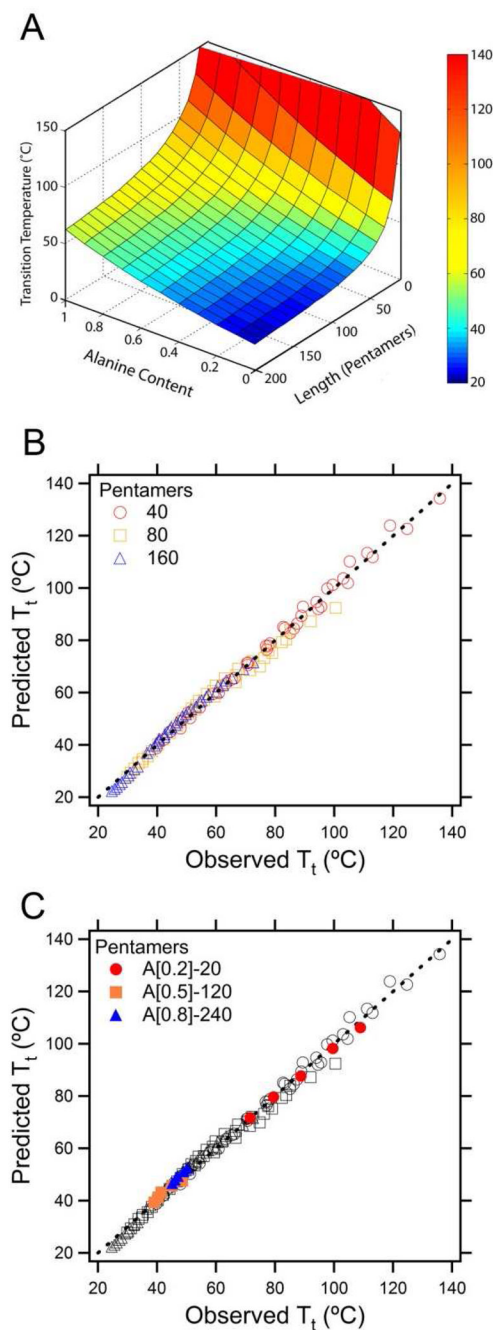 A
150
100
50
0
Transition Temperature (°C)
1
0.8
0.6
0.4
0.2
0
Alanine Content
200
150
100
50
0
Length (Pentamers)
140
120
100
80
60
40
20
B
Pentamers
40
80
160
140
120
100
80
60
40
20
Predicted Tt (ºC)
20 40 60 80 100 120 140
Observed Tt (ºC)
C
Pentamers
A[0.2]-20
A[0.5]-120
A[0.8]-240
140
120
100
80
60
40
20
Predicted Tt (ºC)
20 40 60 80 100 120 140
Observed Tt (ºC)